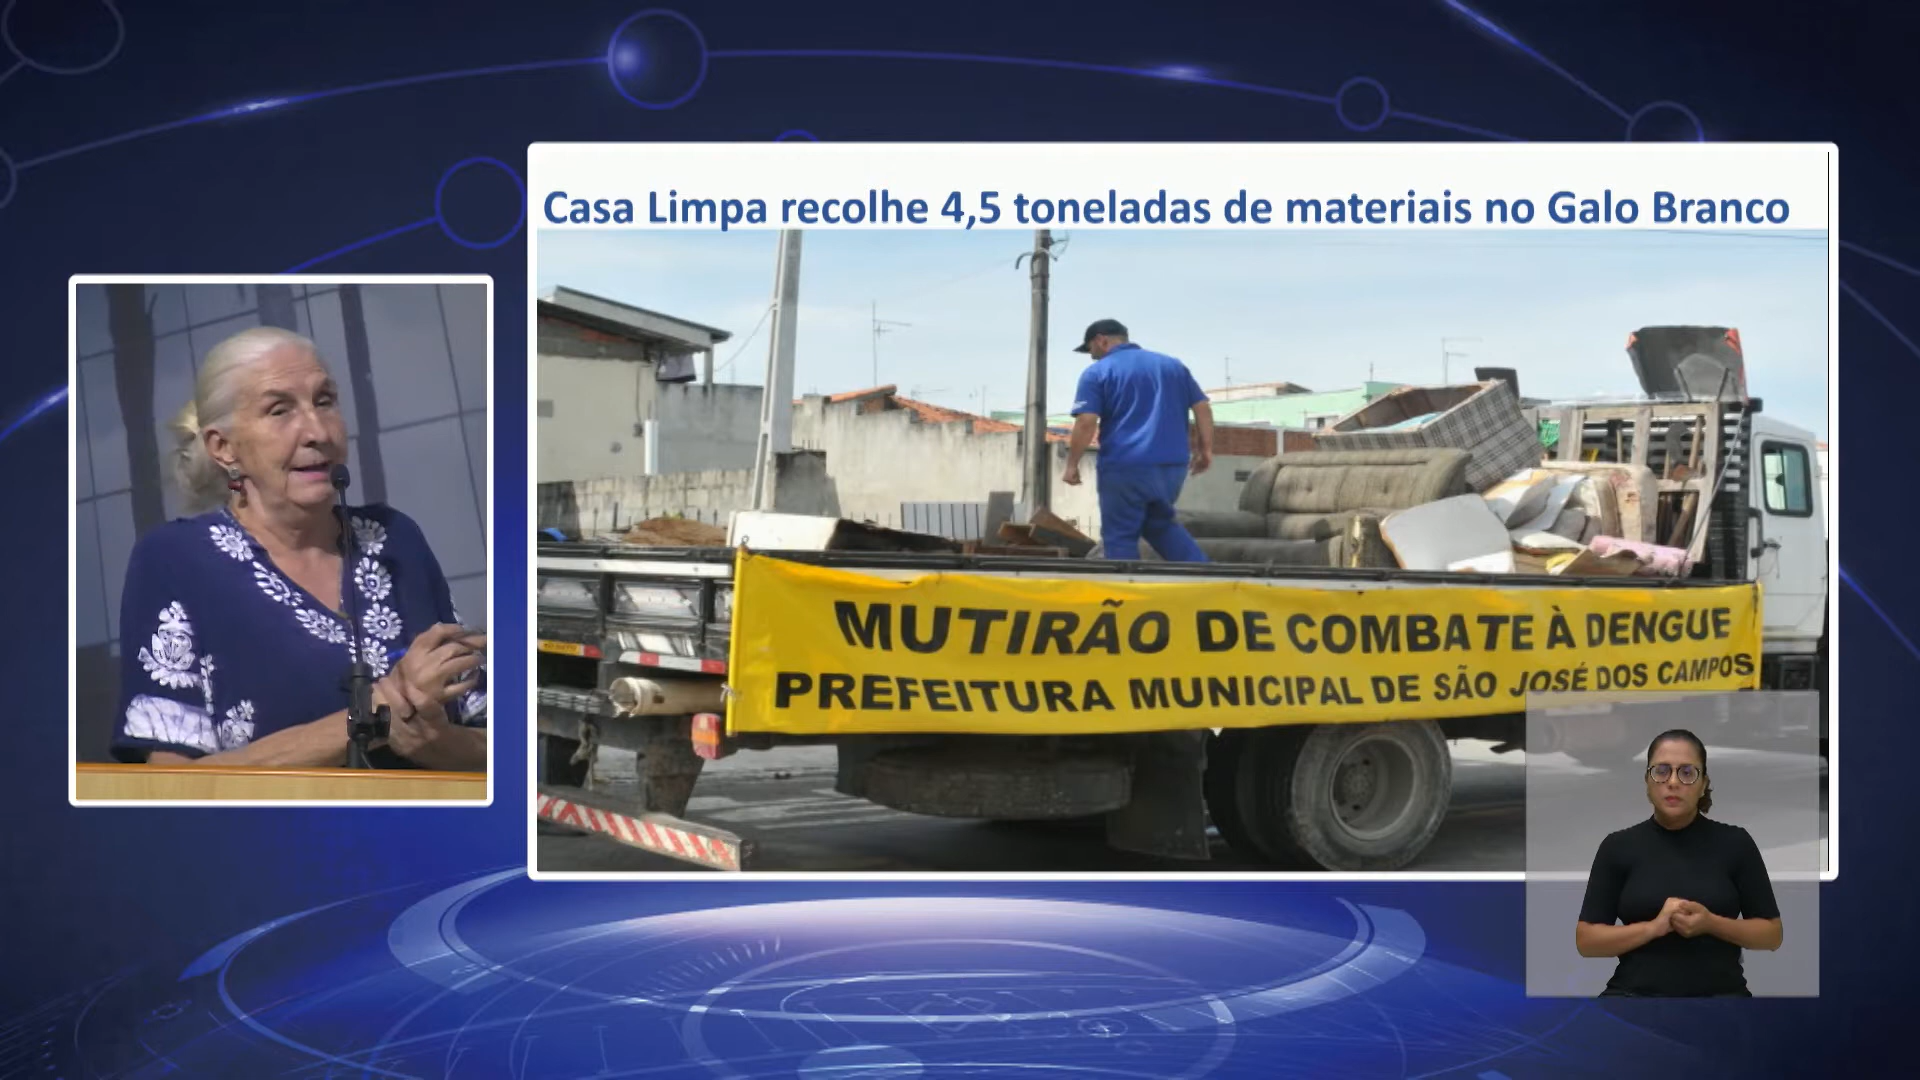 Casa Limpa recolhe 4,5 toneladas de materiais no Galo Branco
MUTIRÃO DE COMBATE À DENGUE
PREFEITURA MUNICIPAL DE SÃO JOSÉ DOS CAMPOS